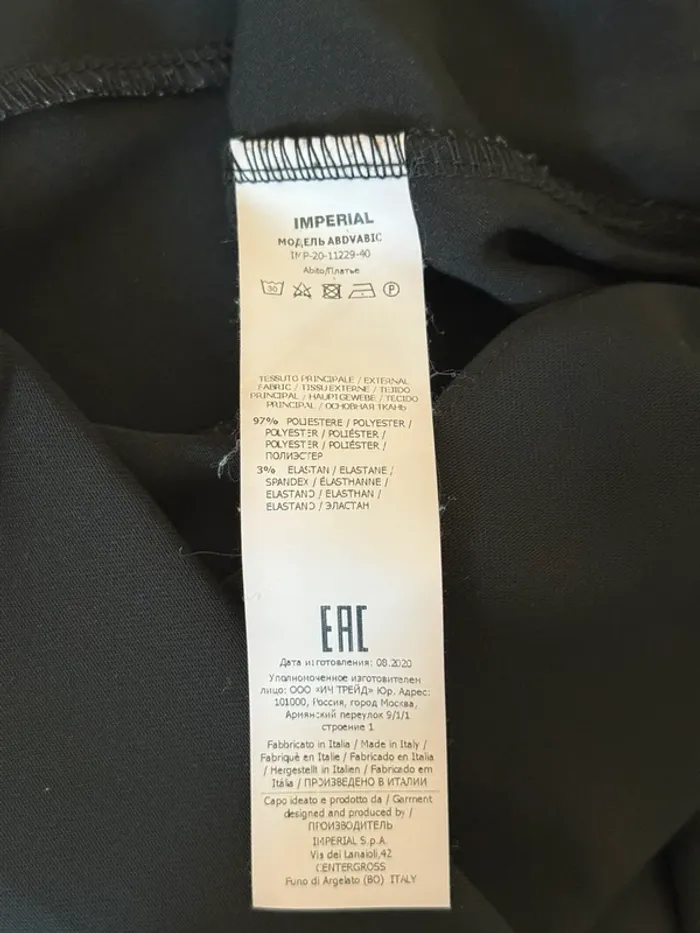 IMPERIAL
МОДЕЛЬ ABDVABIC
IMP-20-11229-40
Abito/Платье
30 P
TESSUTO PRINCIPALE / EXTERNAL
FABRIC / TISSU EXTERNE / TEJIDO
PRINCIPAL / HAUPTGEWEBE / TECIDO
PRINCIPAL / ОСНОВНАЯ ТКАНЬ
97% POLIESTERE / POLYESTER /
POLYESTER / POLIÉSTER /
POLYESTER / POLIÉSTER /
ПОЛИЭСТЕР
3% ELASTAN / ELASTANE /
SPANDEX / ÉLASTHANNE /
ELASTANO / ELASTHAN /
ELASTANO / ЭЛАСТАН
EAC
Дата изготовления: 08.2020
Уполномоченное изготовителем
лицо: ООО «ИЧ ТРЕЙД» Юр. Адрес:
101000, Россия, город Москва,
Армянский переулок 9/1/1
строение 1
Fabbricato in Italia / Made in Italy /
Fabriqué en Italie / Fabricado en Italia
/ Hergestellt in Italien / Fabricado em
Itália / ПРОИЗВЕДЕНО В ИТАЛИИ
Capo ideato e prodotto da / Garment
designed and produced by /
ПРОИЗВОДИТЕЛЬ
IMPERIAL S.p.A.
Via dei Lanaioli,42
CENTERGROSS
Funo di Argelato (BO) ITALY